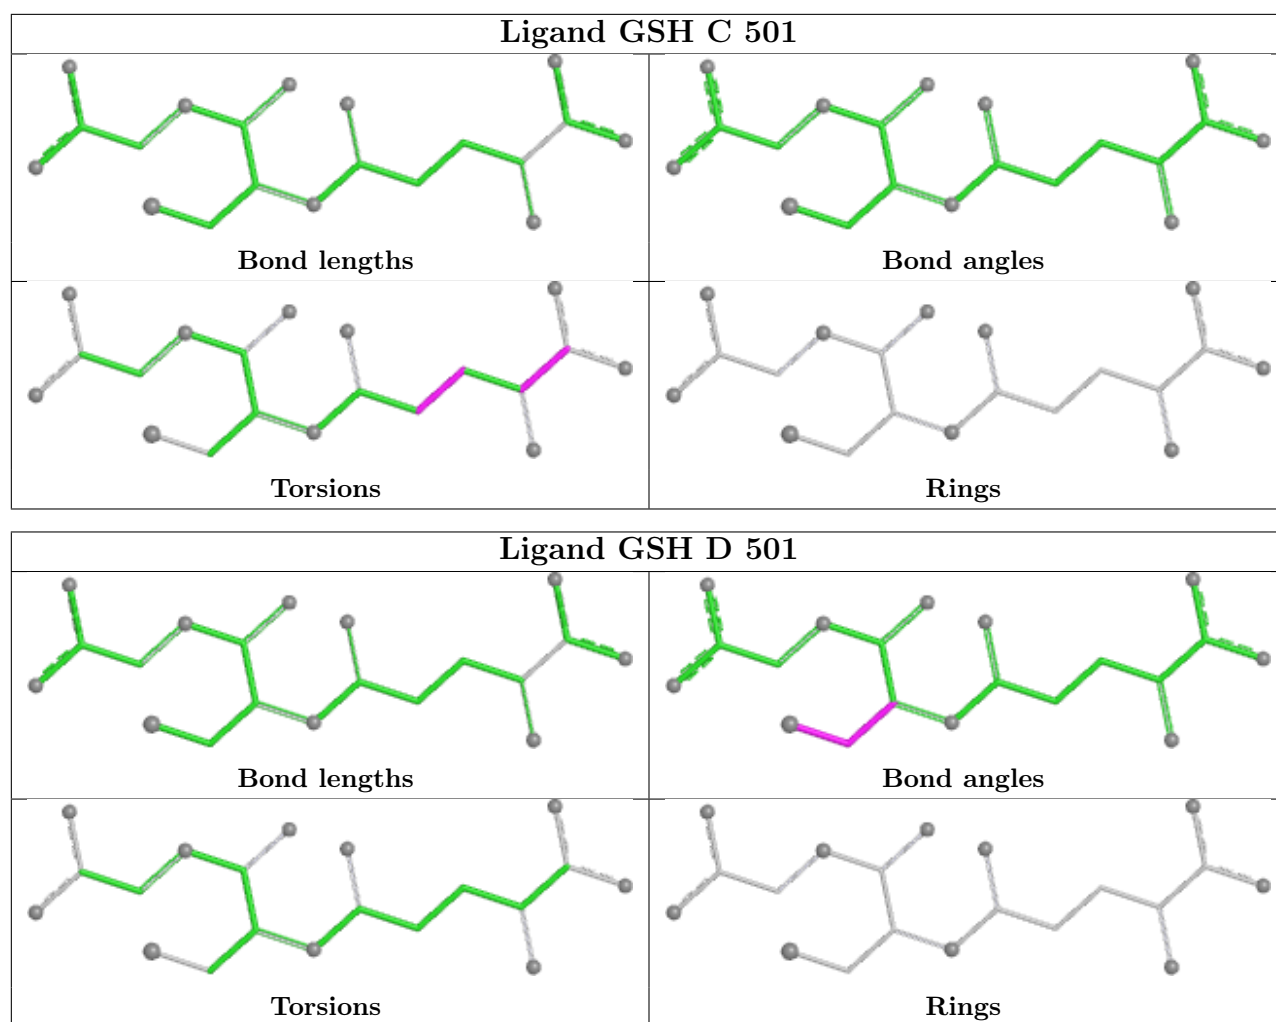 Ligand GSH C 501
Bond lengths
Bond angles
Torsions
Rings
Ligand GSH D 501
Bond lengths
Bond angles
Torsions
Rings